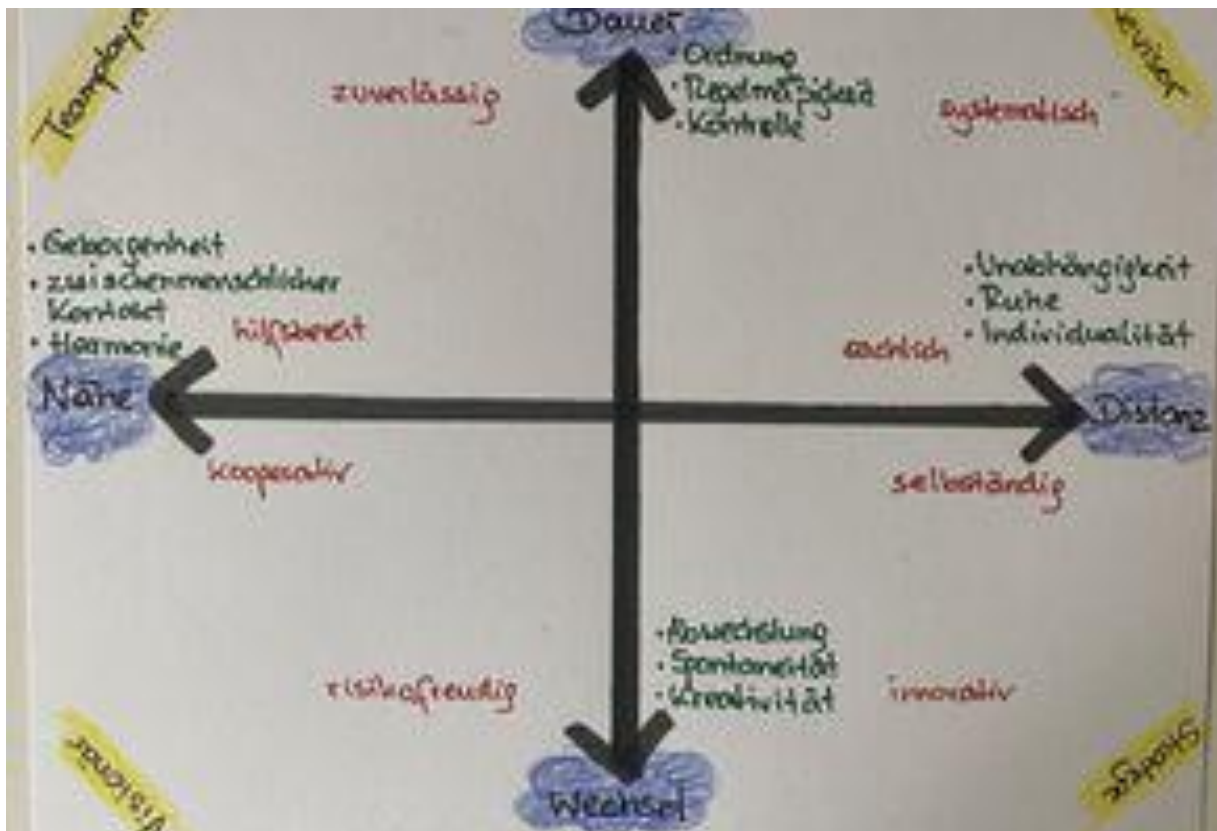 Teamplayer
Dauer
• Ordnung
• Regelmäßigkeit
• Kontrolle
zuverlässig
systematisch
• Geborgenheit
• zwischenmenschlicher
Kontakt
• Harmonie
hilfsbereit
• Unabhängigkeit
• Ruhe
• Individualität
sachlich
Nähe
Distanz
kooperativ
selbständig
• Abwechslung
• Spontaneität
• Kreativität
risikofreudig
innovativ
Wechsel